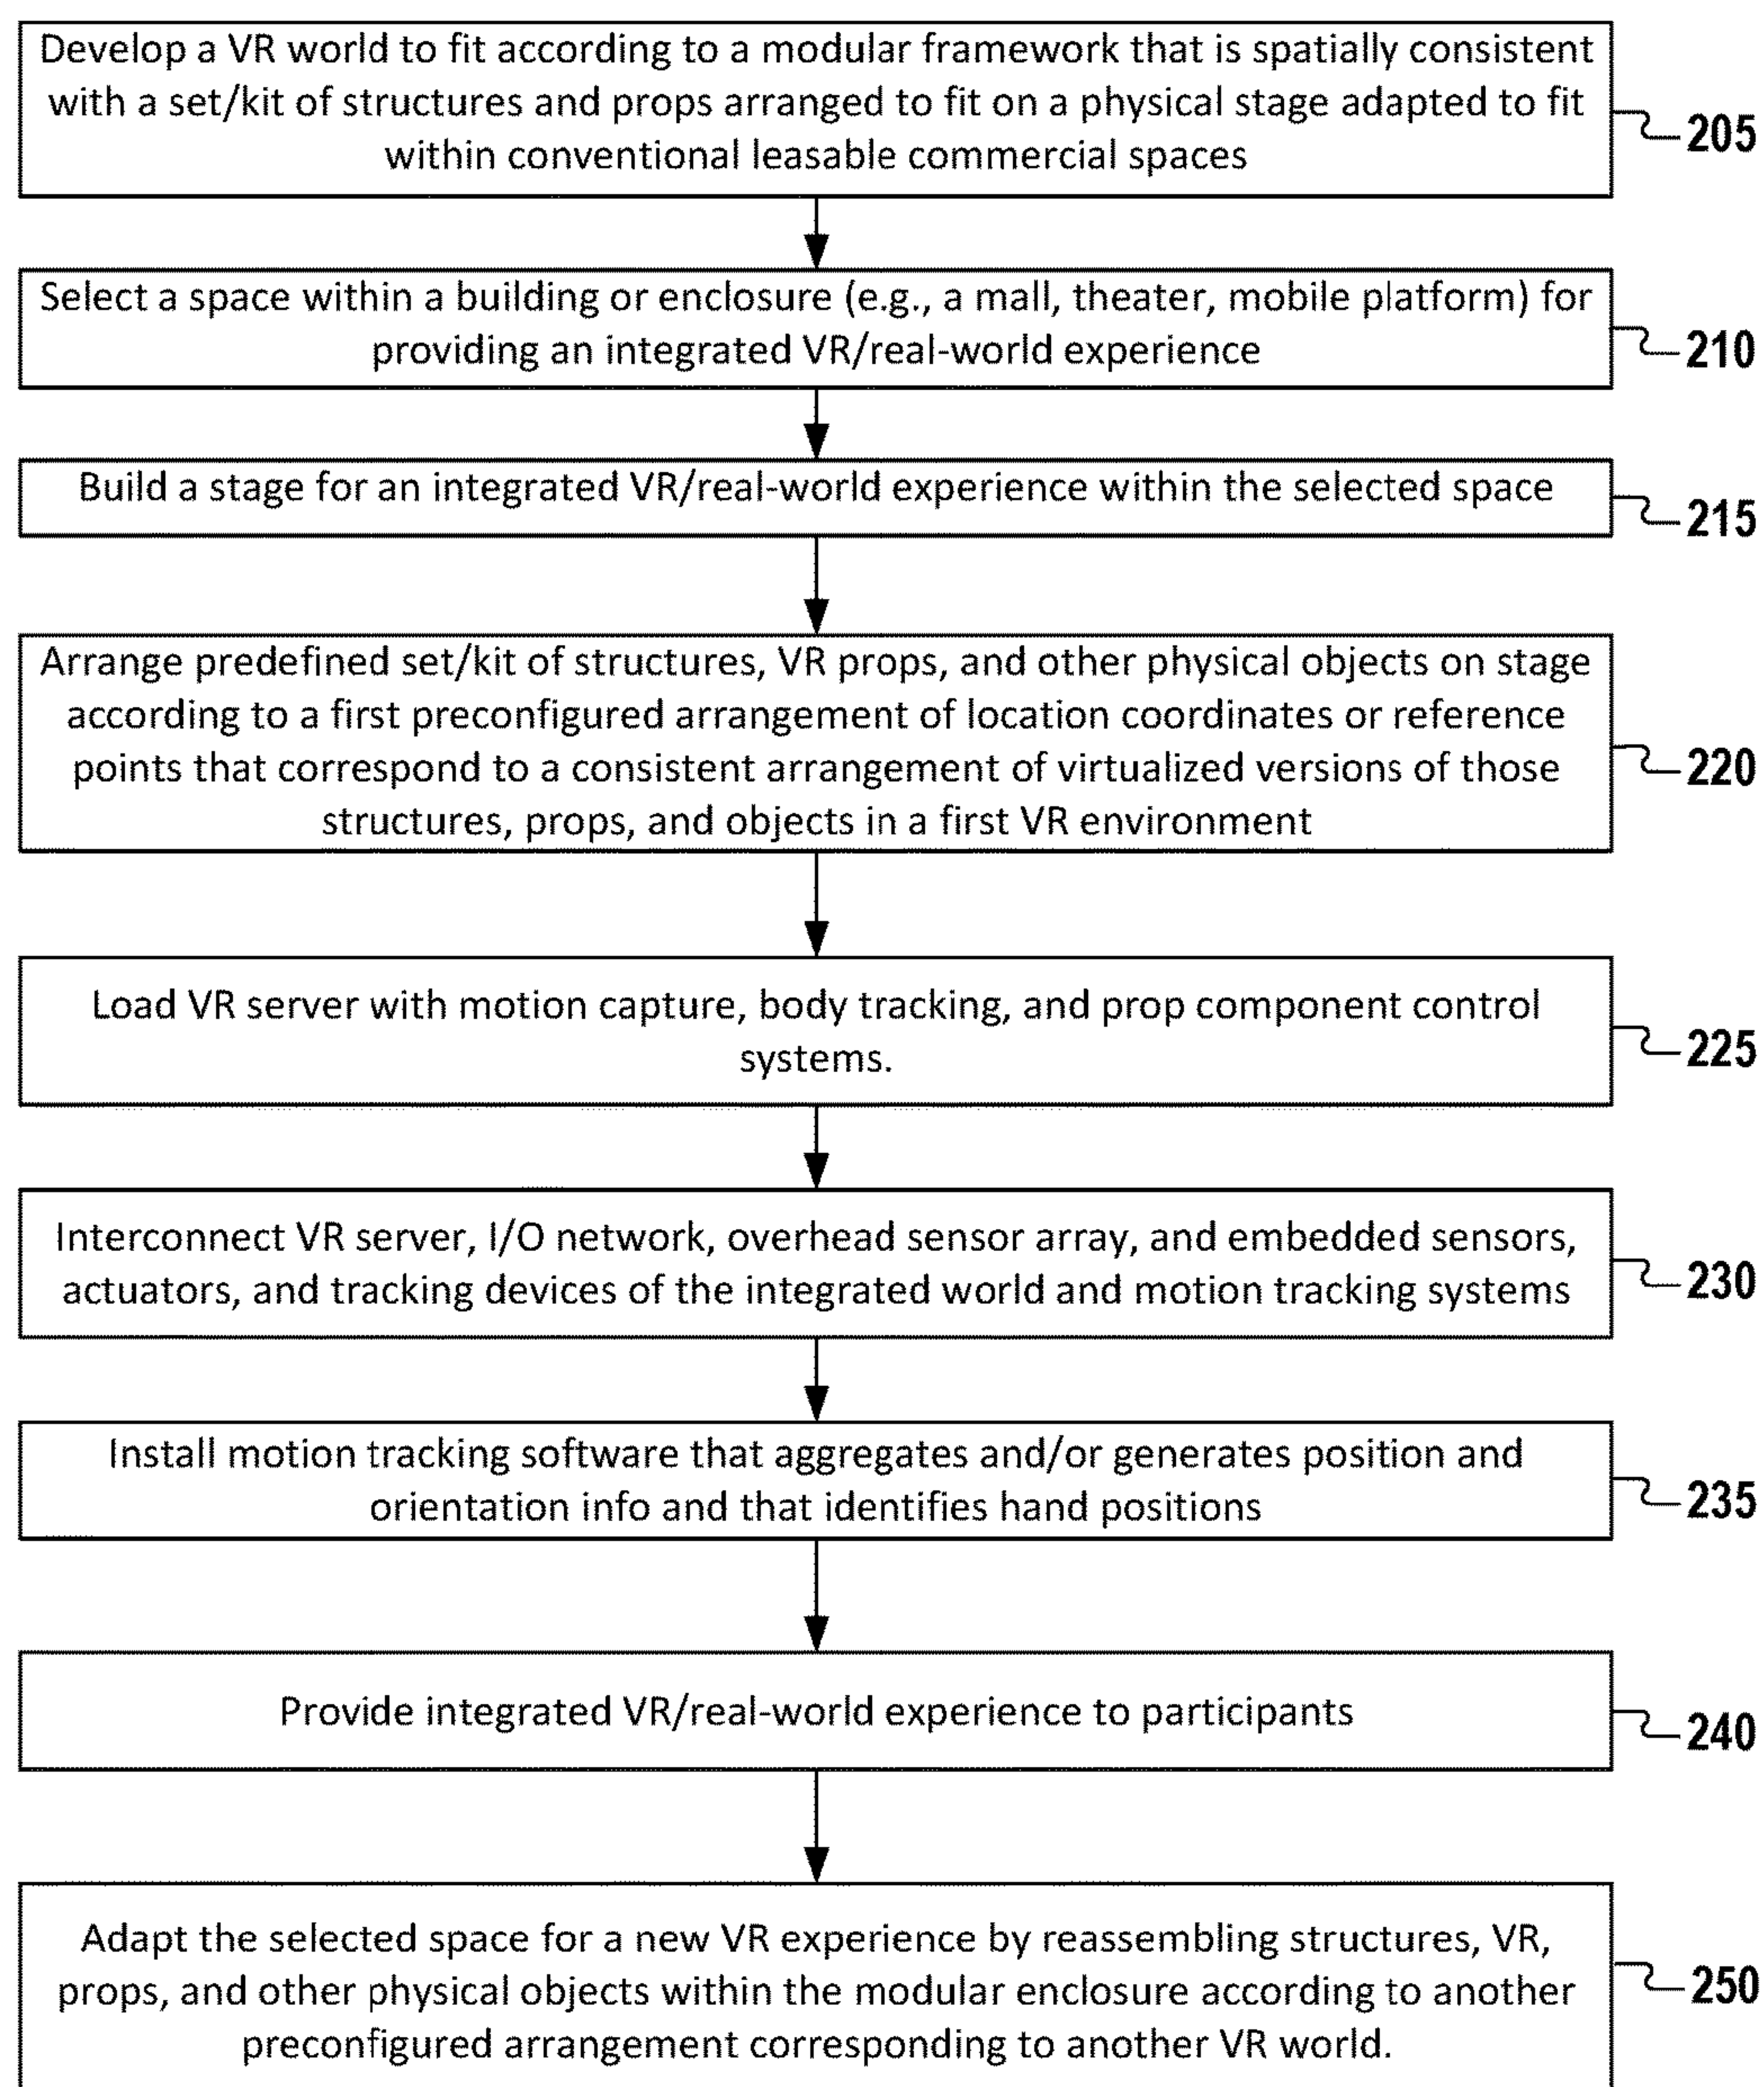 Develop a VR world to fit according to a modular framework that is spatially consistent
with a set/kit of structures and props arranged to fit on a physical stage adapted to fit
within conventional leasable commercial spaces
205
Select a space within a building or enclosure (e.g., a mall, theater, mobile platform) for
providing an integrated VR/real-world experience
210
Build a stage for an integrated VR/real-world experience within the selected space
215
Arrange predefined set/kit of structures, VR props, and other physical objects on stage
according to a first preconfigured arrangement of location coordinates or reference
points that correspond to a consistent arrangement of virtualized versions of those
structures, props, and objects in a first VR environment
220
Load VR server with motion capture, body tracking, and prop component control
systems.
225
Interconnect VR server, I/O network, overhead sensor array, and embedded sensors,
actuators, and tracking devices of the integrated world and motion tracking systems
230
Install motion tracking software that aggregates and/or generates position and
orientation info and that identifies hand positions
235
Provide integrated VR/real-world experience to participants
240
Adapt the selected space for a new VR experience by reassembling structures, VR,
props, and other physical objects within the modular enclosure according to another
preconfigured arrangement corresponding to another VR world.
250